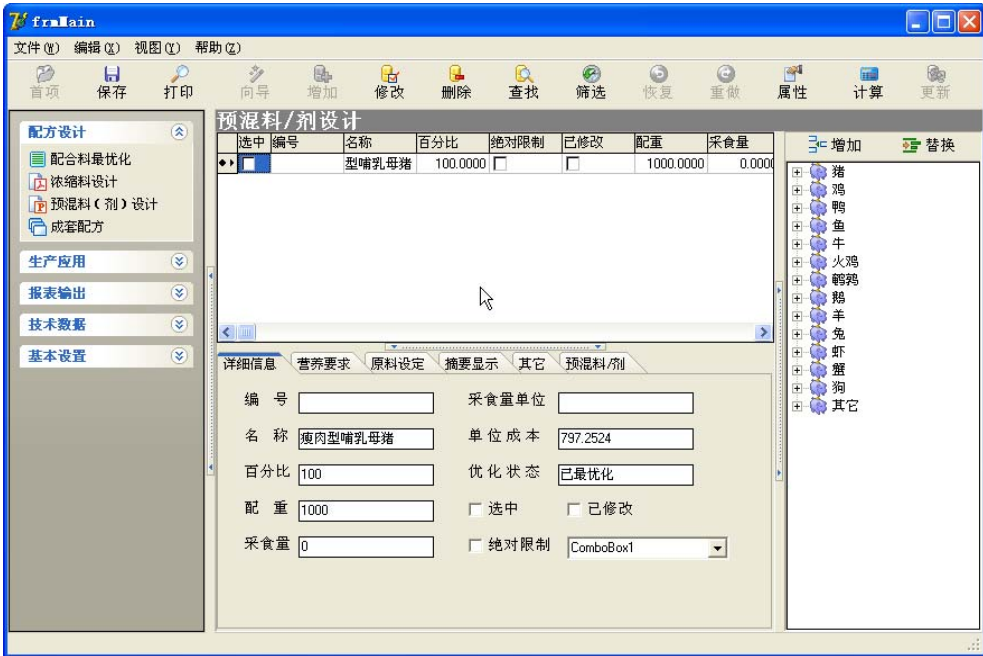 frmMain
文件(W) 编辑(X) 视图(Y) 帮助(Z)
首项 保存 打印 向导 增加 修改 删除 查找 筛选 恢复 重做 属性 计算 更新
配方设计
配合料最优化
浓缩料设计
预混料(剂)设计
成套配方
生产应用
报表输出
技术数据
基本设置
预混料/剂设计
选中 编号 名称 百分比 绝对限制 已修改 配重 采食量
型哺乳母猪 100.0000 1000.0000 0.0000
详细信息 营养要求 原料设定 摘要显示 其它 预混料/剂
编 号 采食量单位
名 称 瘦肉型哺乳母猪 单位成本 797.2524
百分比 100 优化状态 已最优化
配 重 1000 选中 已修改
采食量 0 绝对限制 ComboBox1
增加 替换
猪
鸡
鸭
鱼
牛
火鸡
鹌鹑
鹅
羊
兔
虾
蟹
狗
其它